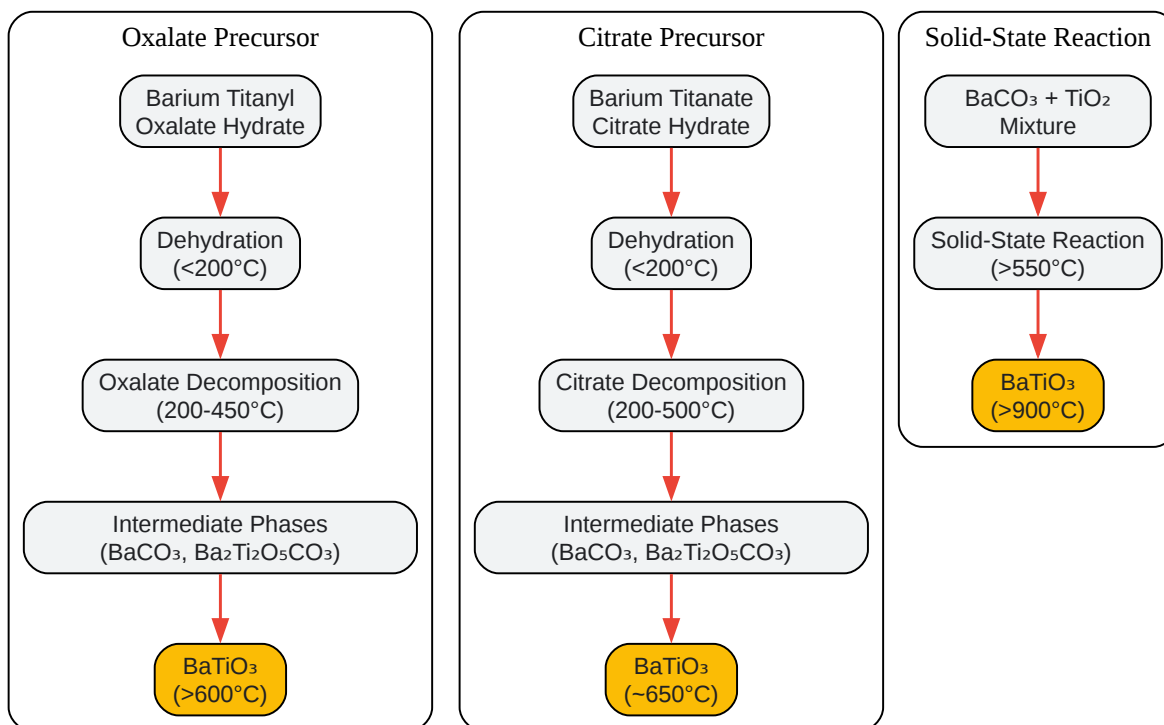 Oxalate Precursor
Barium Titanyl
Oxalate Hydrate
Dehydration
(<200°C)
Oxalate Decomposition
(200-450°C)
Intermediate Phases
(BaCO₃, Ba₂Ti₂O₅CO₃)
BaTiO₃
(>600°C)
Citrate Precursor
Barium Titanate
Citrate Hydrate
Dehydration
(<200°C)
Citrate Decomposition
(200-500°C)
Intermediate Phases
(BaCO₃, Ba₂Ti₂O₅CO₃)
BaTiO₃
(~650°C)
Solid-State Reaction
BaCO₃ + TiO₂
Mixture
Solid-State Reaction
(>550°C)
BaTiO₃
(>900°C)